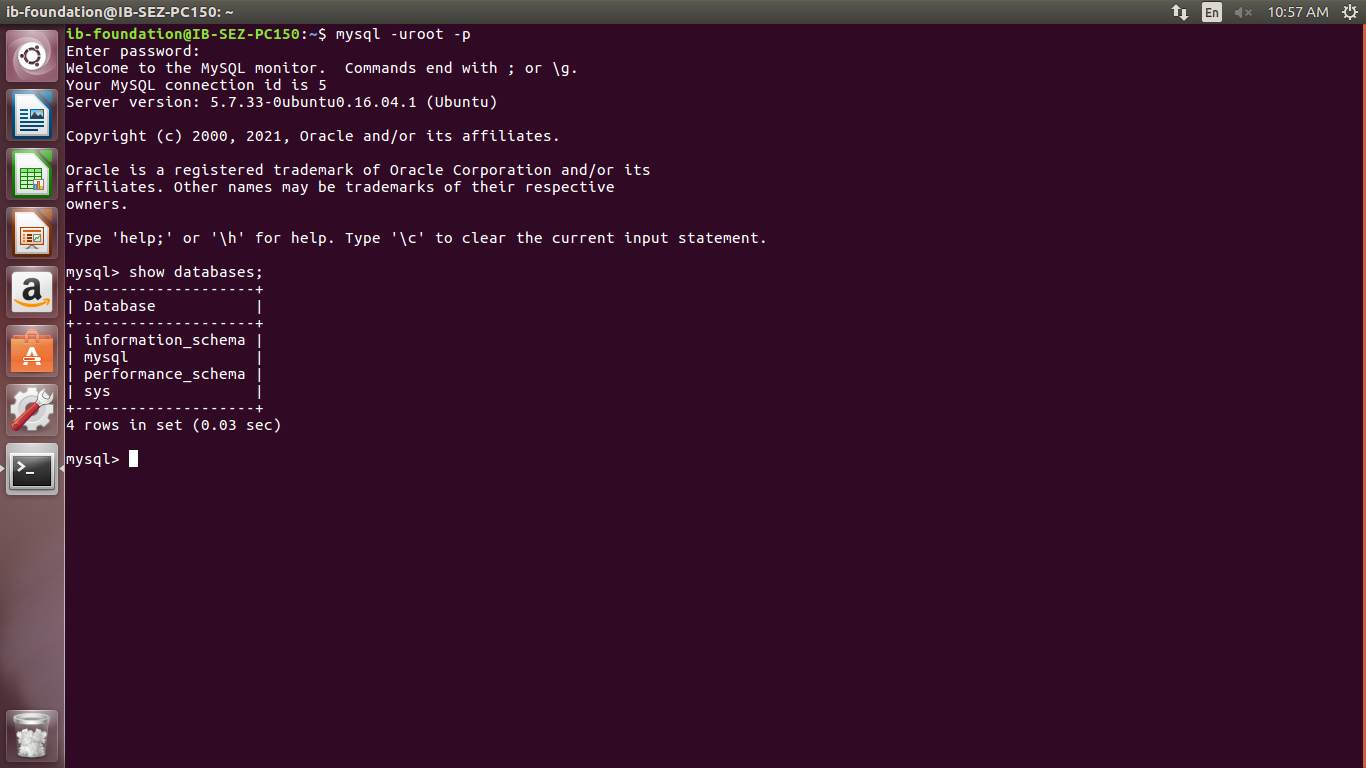 ib-foundation@IB-SEZ-PC150: ~
En
10:57 AM
ib-foundation@IB-SEZ-PC150:~$ mysql -uroot -p
Enter password:
Welcome to the MySQL monitor.  Commands end with ; or \g.
Your MySQL connection id is 5
Server version: 5.7.33-0ubuntu0.16.04.1 (Ubuntu)
Copyright (c) 2000, 2021, Oracle and/or its affiliates.
Oracle is a registered trademark of Oracle Corporation and/or its
affiliates. Other names may be trademarks of their respective
owners.
Type 'help;' or '\h' for help. Type '\c' to clear the current input statement.
mysql> show databases;
+--------------------+
| Database           |
+--------------------+
| information_schema |
| mysql              |
| performance_schema |
| sys                |
+--------------------+
4 rows in set (0.03 sec)
mysql>
a
A
>_